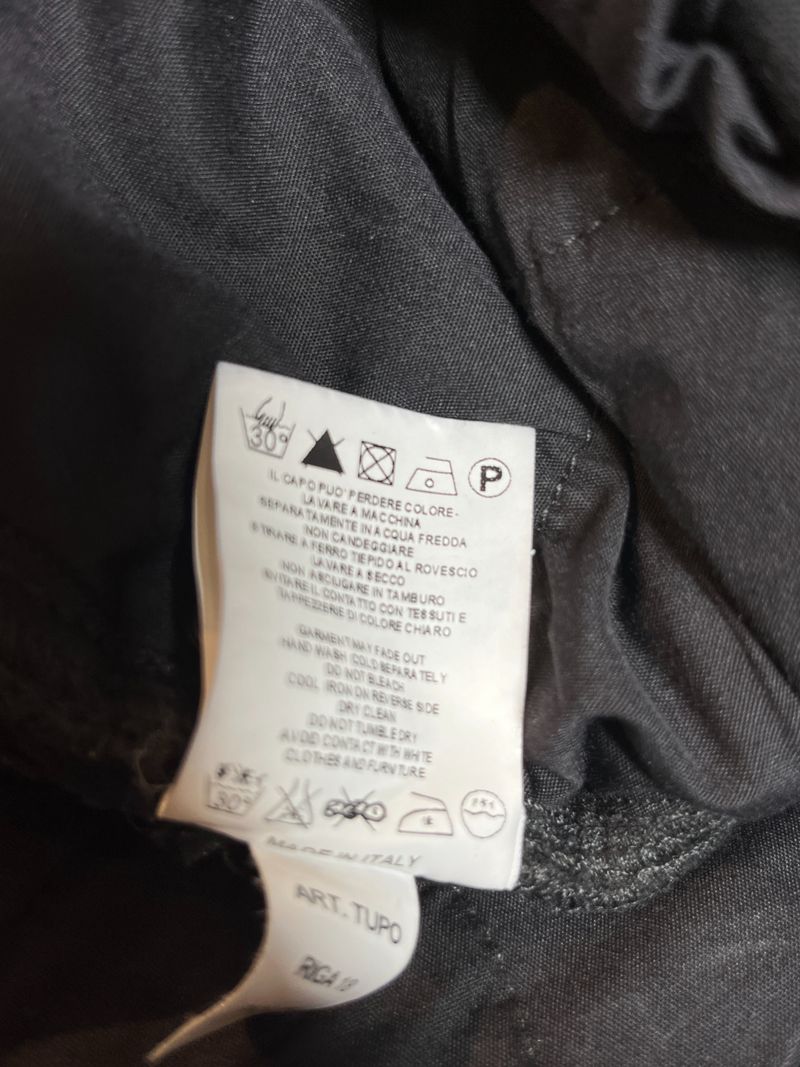 30°
P
IL CAPO PUO' PERDERE COLORE -
LAVARE A MACCHINA
SEPARATAMENTE IN ACQUA FREDDA
NON CANDEGGIARE
STIRARE A FERRO TIEPIDO AL ROVESCIO
LAVARE A SECCO
NON ASCIUGARE IN TAMBURO
EVITARE IL CONTATTO CON TESSUTI E
TAPPEZZERIE DI COLORE CHIARO
GARMENT MAY FADE OUT
HAND WASH COLD SEPARATELY
DO NOT BLEACH
COOL IRON ON REVERSE SIDE
DRY CLEAN
DO NOT TUMBLE DRY
AVOID CONTACT WITH WHITE
CLOTHES AND FURNITURE
30°
MADE IN ITALY
ART. TUPO
RIGA